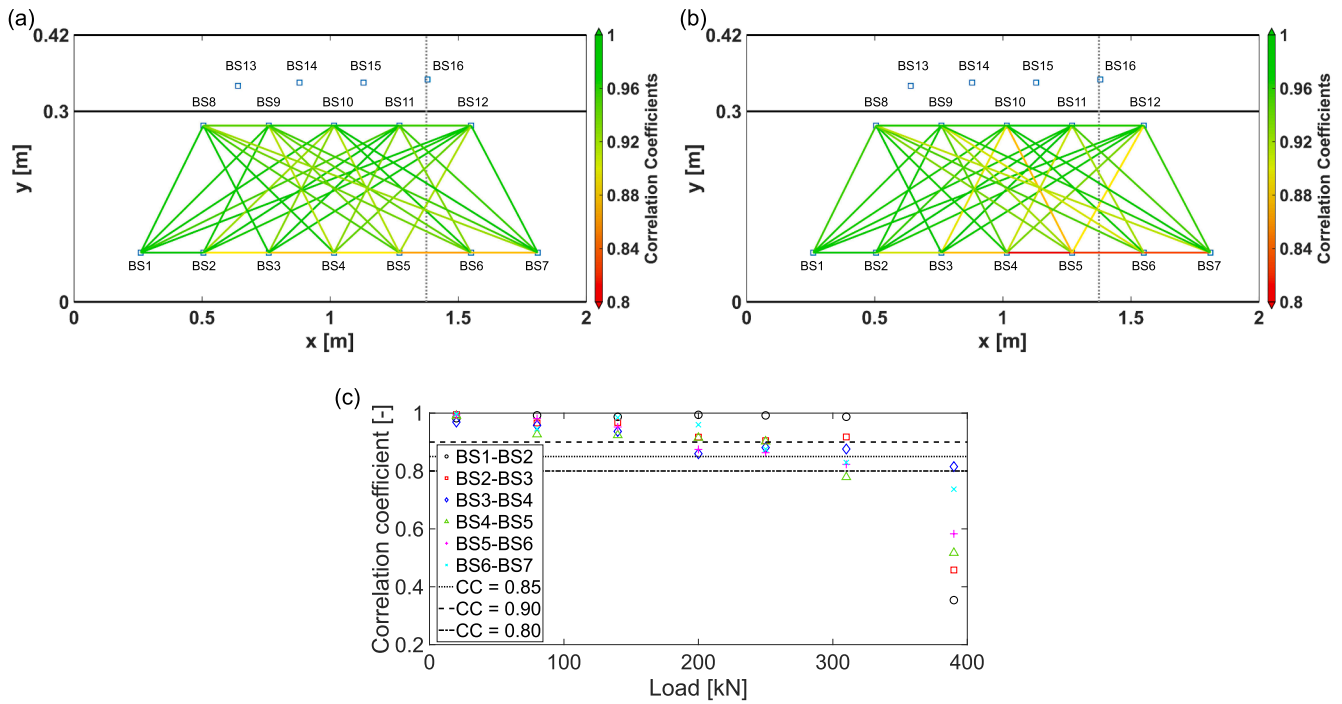 (a)
0.42
0.3
0
y [m]
BS13
BS14
BS15
BS16
BS8
BS9
BS10
BS11
BS12
BS1
BS2
BS3
BS4
BS5
BS6
BS7
0
0.5
1
1.5
2
x [m]
1
0.96
0.92
0.88
0.84
0.8
Correlation Coefficients
(b)
0.42
0.3
0
y [m]
BS13
BS14
BS15
BS16
BS8
BS9
BS10
BS11
BS12
BS1
BS2
BS3
BS4
BS5
BS6
BS7
0
0.5
1
1.5
2
x [m]
1
0.96
0.92
0.88
0.84
0.8
Correlation Coefficients
(c)
Correlation coefficient [-]
1
0.8
0.6
0.4
0.2
BS1-BS2
BS2-BS3
BS3-BS4
BS4-BS5
BS5-BS6
BS6-BS7
CC = 0.85
CC = 0.90
CC = 0.80
0
100
200
300
400
Load [kN]